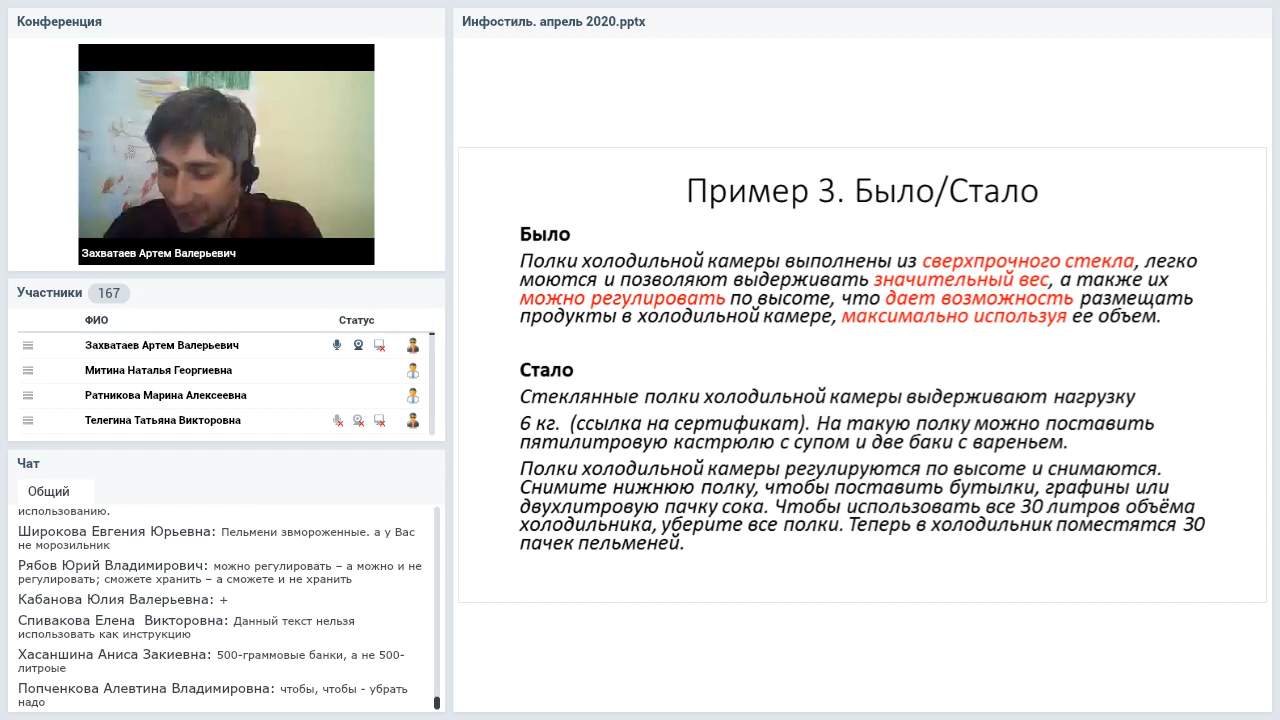 Конференция
Захватаев Артем Валерьевич
Участники 167
ФИО Статус
Захватаев Артем Валерьевич
Митина Наталья Георгиевна
Ратникова Марина Алексеевна
Телегина Татьяна Викторовна
Чат
Общий
использованию.
Широкова Евгения Юрьевна: Пельмени звмороженные. а у Вас
не морозильник
Рябов Юрий Владимирович: можно регулировать – а можно и не
регулировать; сможете хранить – а сможете и не хранить
Кабанова Юлия Валерьевна: +
Спивакова Елена Викторовна: Данный текст нельзя
использовать как инструкцию
Хасаншина Аниса Закиевна: 500-граммовые банки, а не 500-
литроые
Попченкова Алевтина Владимировна: чтобы, чтобы - убрать
надо
Инфостиль. апрель 2020.pptx
Пример 3. Было/Стало
Было
Полки холодильной камеры выполнены из сверхпрочного стекла, легко
моются и позволяют выдерживать значительный вес, а также их
можно регулировать по высоте, что дает возможность размещать
продукты в холодильной камере, максимально используя ее объем.
Стало
Стеклянные полки холодильной камеры выдерживают нагрузку
6 кг. (ссылка на сертификат). На такую полку можно поставить
пятилитровую кастрюлю с супом и две баки с вареньем.
Полки холодильной камеры регулируются по высоте и снимаются.
Снимите нижнюю полку, чтобы поставить бутылки, графины или
двухлитровую пачку сока. Чтобы использовать все 30 литров объёма
холодильника, уберите все полки. Теперь в холодильник поместятся 30
пачек пельменей.